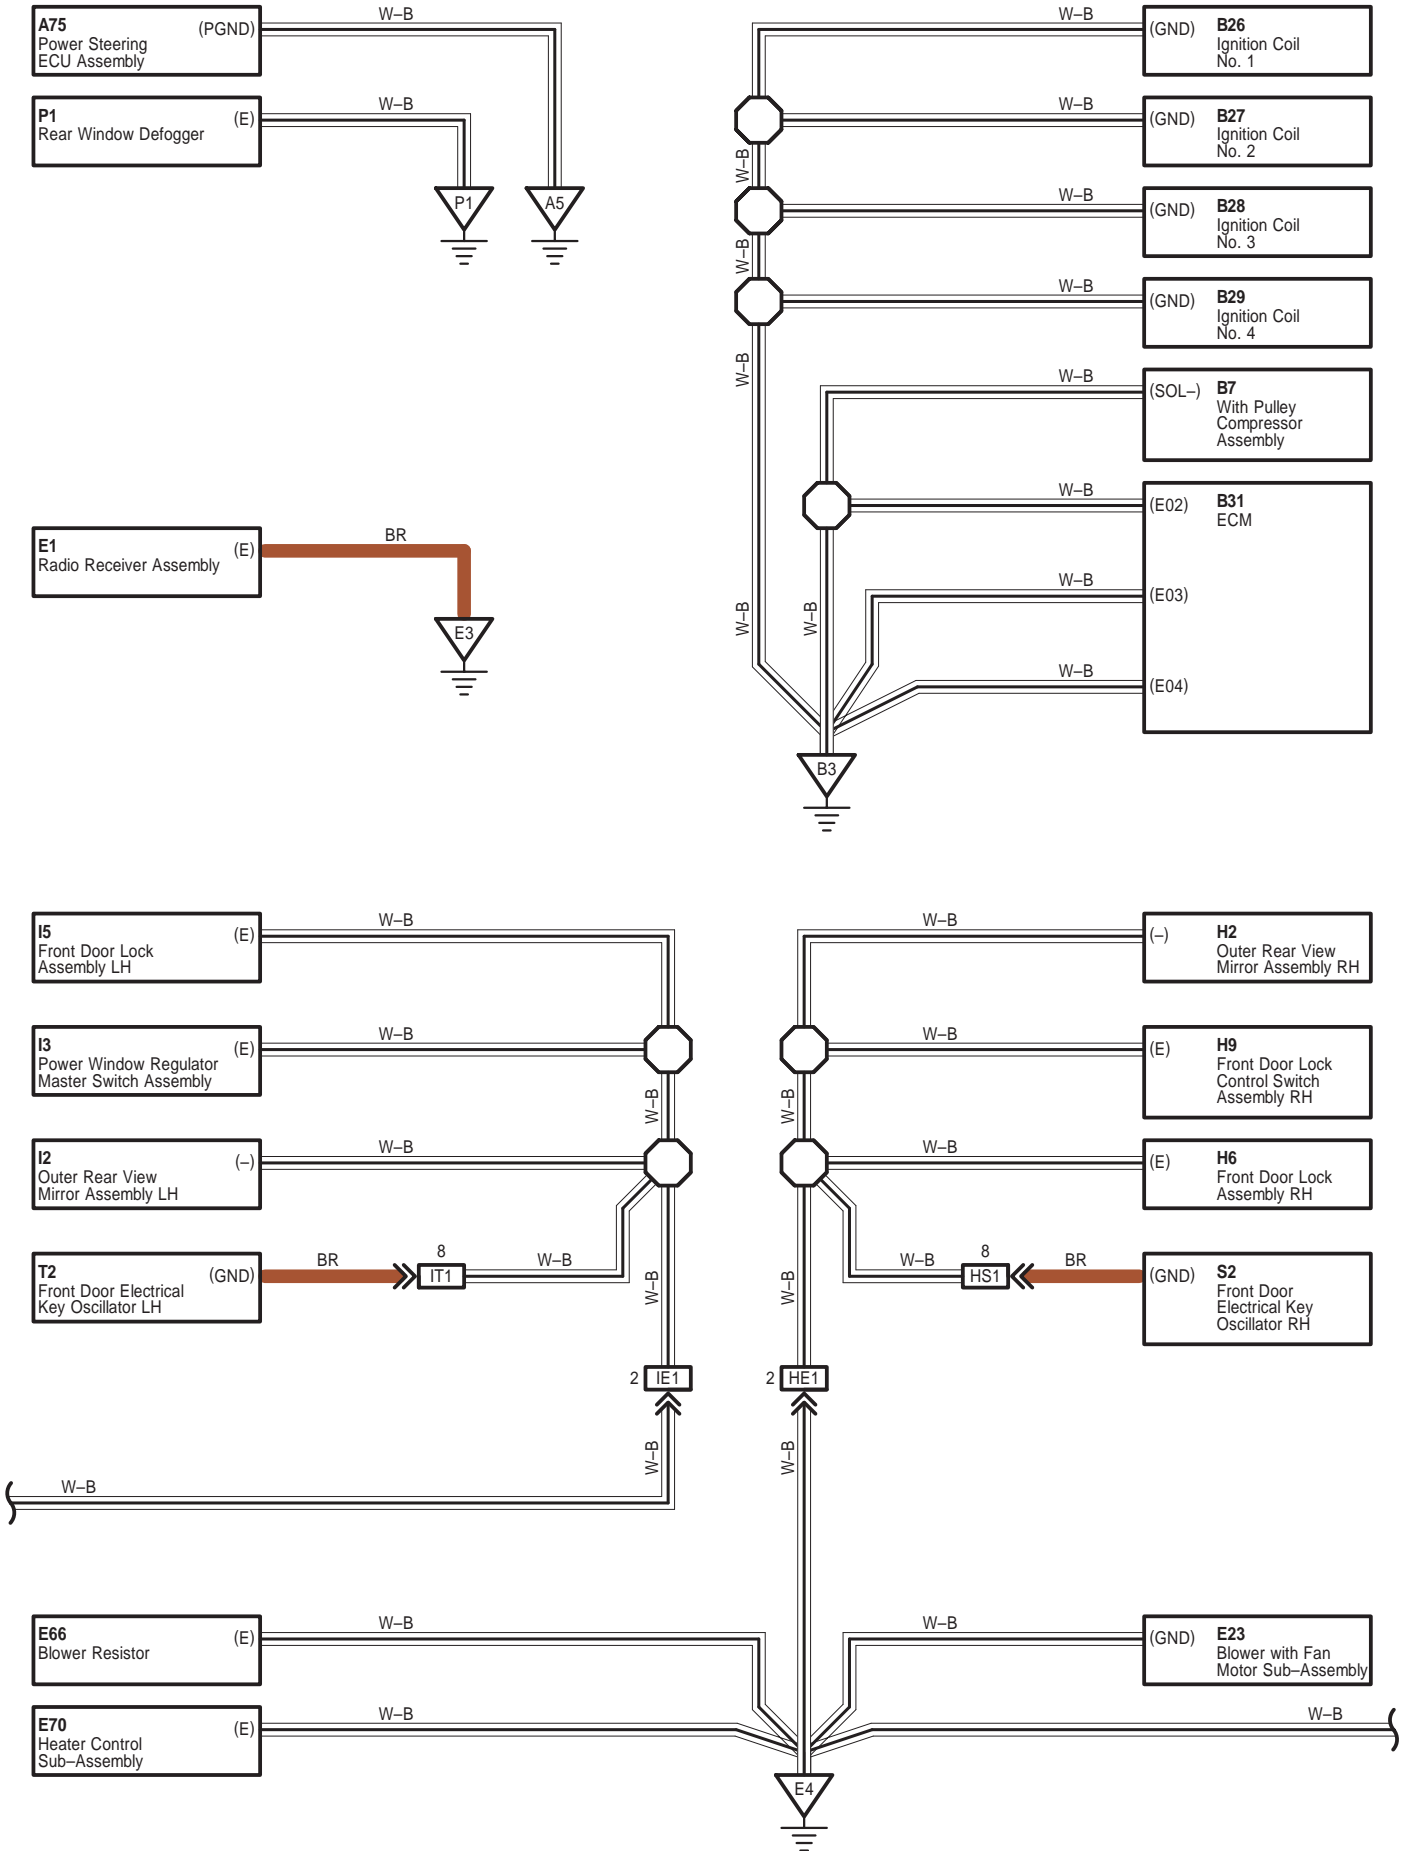 A75
(PGND)
Power Steering
ECU Assembly
W–B
P1
(E)
Rear Window Defogger
W–B
P1
A5
W–B
(GND)
B26
Ignition Coil
No. 1
W–B
(GND)
B27
Ignition Coil
No. 2
W–B
W–B
(GND)
B28
Ignition Coil
No. 3
W–B
W–B
(GND)
B29
Ignition Coil
No. 4
W–B
W–B
(SOL–)
B7
With Pulley
Compressor
Assembly
W–B
(E02)
B31
ECM
W–B
(E03)
W–B
W–B
W–B
(E04)
B3
E1
(E)
Radio Receiver Assembly
BR
E3
I5
(E)
Front Door Lock
Assembly LH
W–B
W–B
(–)
H2
Outer Rear View
Mirror Assembly RH
I3
(E)
Power Window Regulator
Master Switch Assembly
W–B
W–B
(E)
H9
Front Door Lock
Control Switch
Assembly RH
W–B
W–B
I2
(–)
Outer Rear View
Mirror Assembly LH
W–B
W–B
(E)
H6
Front Door Lock
Assembly RH
T2
(GND)
Front Door Electrical
Key Oscillator LH
BR
8
IT1
W–B
W–B
W–B
W–B
8
HS1
BR
(GND)
S2
Front Door
Electrical Key
Oscillator RH
2
IE1
2
HE1
W–B
W–B
W–B
E66
(E)
Blower Resistor
W–B
W–B
(GND)
E23
Blower with Fan
Motor Sub–Assembly
E70
(E)
Heater Control
Sub–Assembly
W–B
W–B
E4